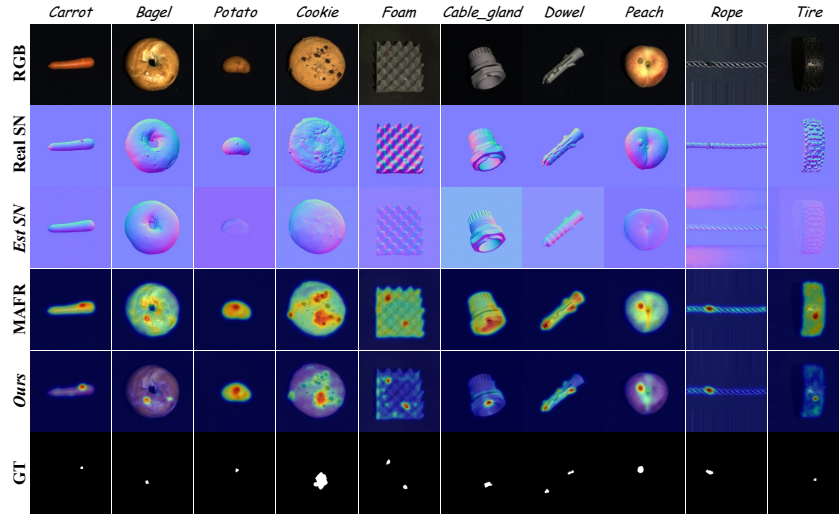 Carrot Bagel Potato Cookie Foam Cable_gland Dowel Peach Rope Tire
RGB
Real SN
Est SN
MAFR
Ours
GT